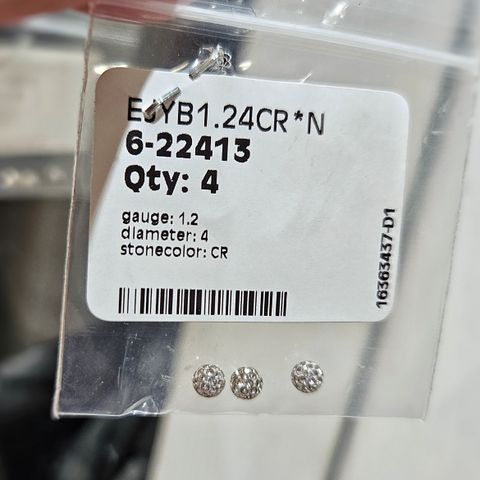 EJYB1.24CR*N
6-22413
Qty: 4
gauge: 1.2
diameter: 4
stonecolor: CR
16363437-D1